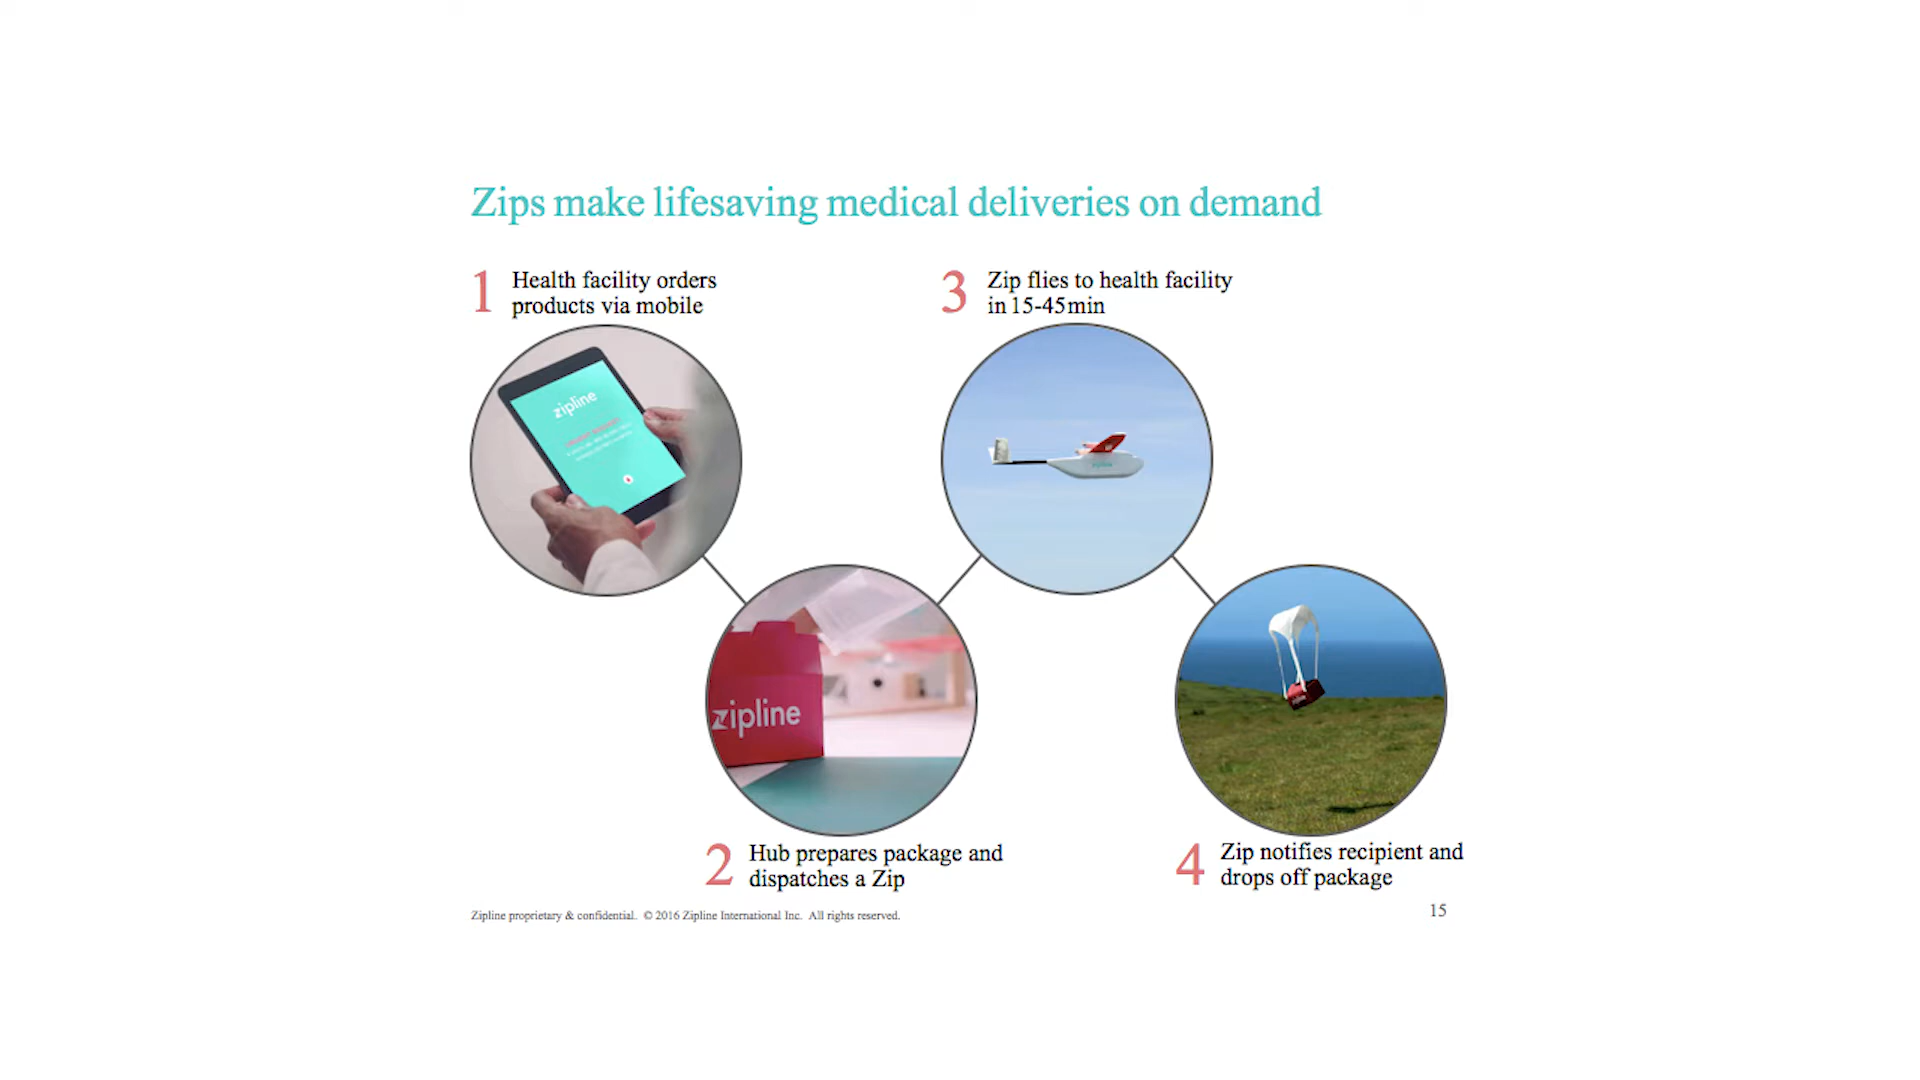 Zips make lifesaving medical deliveries on demand
1
Health facility orders
products via mobile
zipline
2
Hub prepares package and
dispatches a Zip
zipline
3
Zip flies to health facility
in 15-45min
zipline
4
Zip notifies recipient and
drops off package
Zipline proprietary & confidential. © 2016 Zipline International Inc. All rights reserved.
15